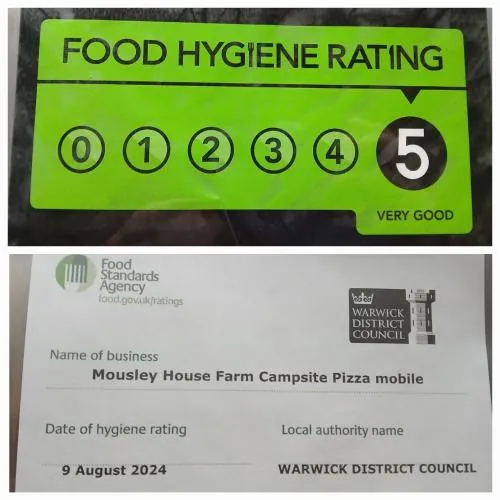 FOOD HYGIENE RATING
0 1 2 3 4 5
VERY GOOD
Food
Standards
Agency
food.gov.uk/ratings
WARWICK
DISTRICT
COUNCIL
Name of business
Mousley House Farm Campsite Pizza mobile
Date of hygiene rating
Local authority name
9 August 2024
WARWICK DISTRICT COUNCIL